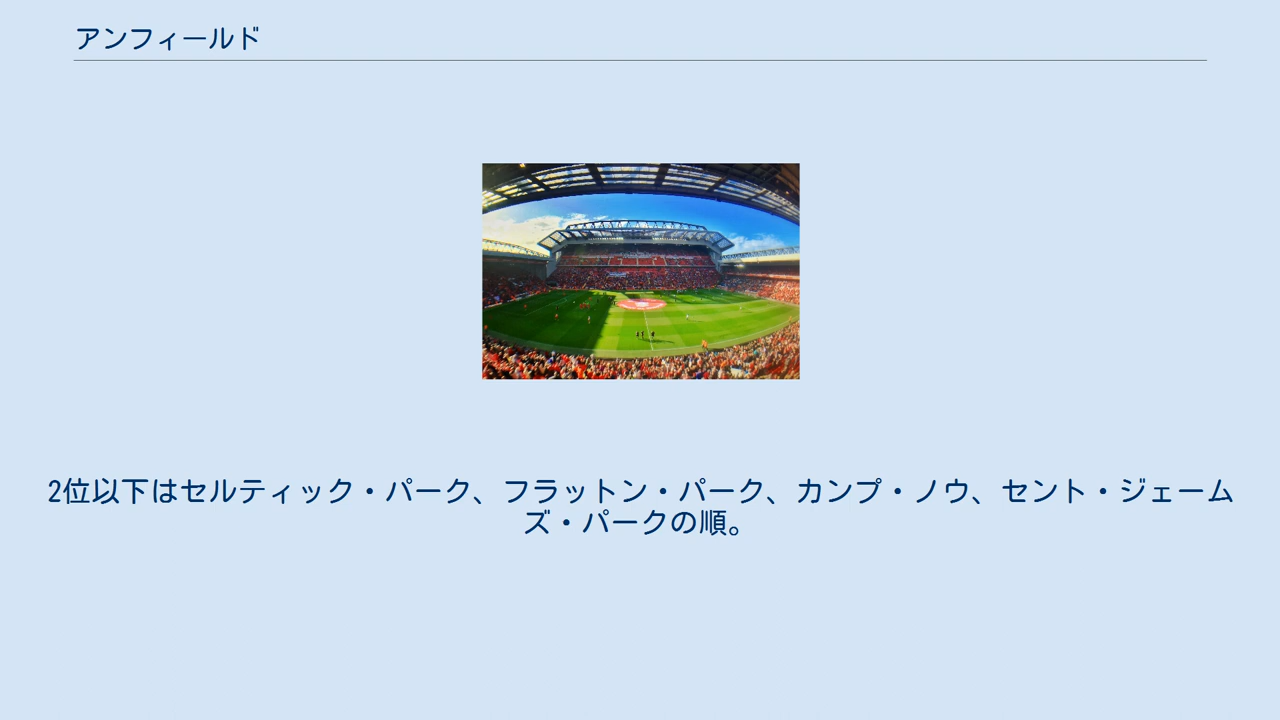 アンフィールド
2位以下はセルティック・パーク、フラットン・パーク、カンプ・ノウ、セント・ジェーム
ズ・パークの順。